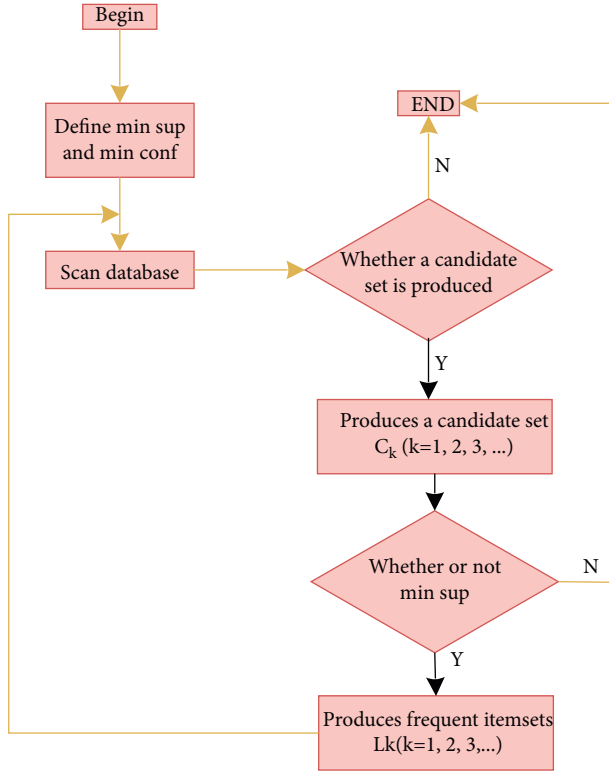 Begin
Define min sup
and min conf
Scan database
END
N
Whether a candidate
set is produced
Y
Produces a candidate set
Cₖ (k=1, 2, 3, ...)
Whether or not
min sup
N
Y
Produces frequent itemsets
Lk(k=1, 2, 3,...)